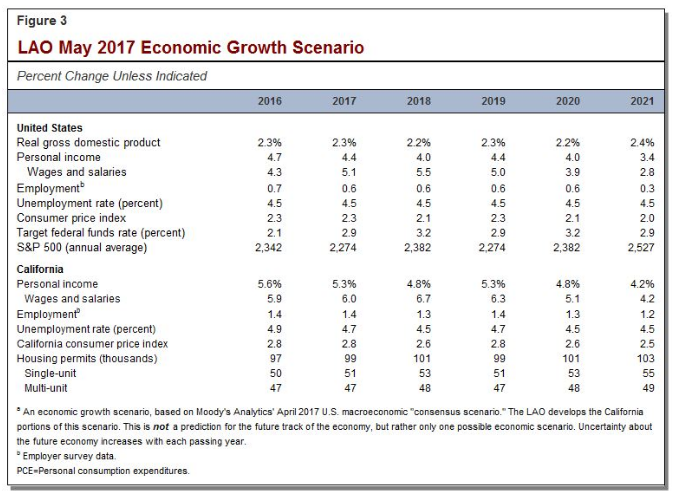 Figure 3
LAO May 2017 Economic Growth Scenario
Percent Change Unless Indicated
2016 2017 2018 2019 2020 2021
United States
Real gross domestic product 2.3% 2.3% 2.2% 2.3% 2.2% 2.4%
Personal income 4.7 4.4 4.0 4.4 4.0 3.4
Wages and salaries 4.3 5.1 5.5 5.0 3.9 2.8
Employmentᵇ 0.7 0.6 0.6 0.6 0.6 0.3
Unemployment rate (percent) 4.5 4.5 4.5 4.5 4.5 4.5
Consumer price index 2.3 2.3 2.1 2.3 2.1 2.0
Target federal funds rate (percent) 2.1 2.9 3.2 2.9 3.2 2.9
S&P 500 (annual average) 2,342 2,274 2,382 2,274 2,382 2,527
California
Personal income 5.6% 5.3% 4.8% 5.3% 4.8% 4.2%
Wages and salaries 5.9 6.0 6.7 6.3 5.1 4.2
Employmentᵇ 1.4 1.4 1.3 1.4 1.3 1.2
Unemployment rate (percent) 4.9 4.7 4.5 4.7 4.5 4.5
California consumer price index 2.8 2.8 2.6 2.8 2.6 2.5
Housing permits (thousands) 97 99 101 99 101 103
Single-unit 50 51 53 51 53 55
Multi-unit 47 47 48 47 48 49
ᵃ An economic growth scenario, based on Moody's Analytics' April 2017 U.S. macroeconomic "consensus scenario." The LAO develops the California
portions of this scenario. This is not a prediction for the future track of the economy, but rather only one possible economic scenario. Uncertainty about
the future economy increases with each passing year.
ᵇ Employer survey data.
PCE=Personal consumption expenditures.